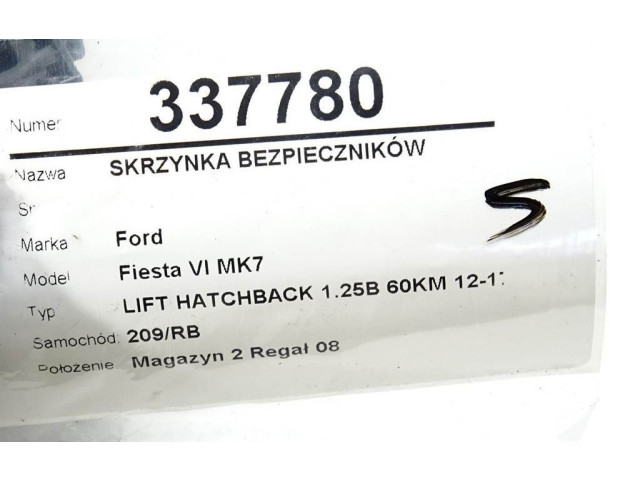 Numer 337780
Nazwa SKRZYNKA BEZPIECZNIKÓW
S
Marka Ford
Model Fiesta VI MK7
Typ LIFT HATCHBACK 1.25B 60KM
Samochód: 209/RB
Położenie Magazyn 2 Regał 08